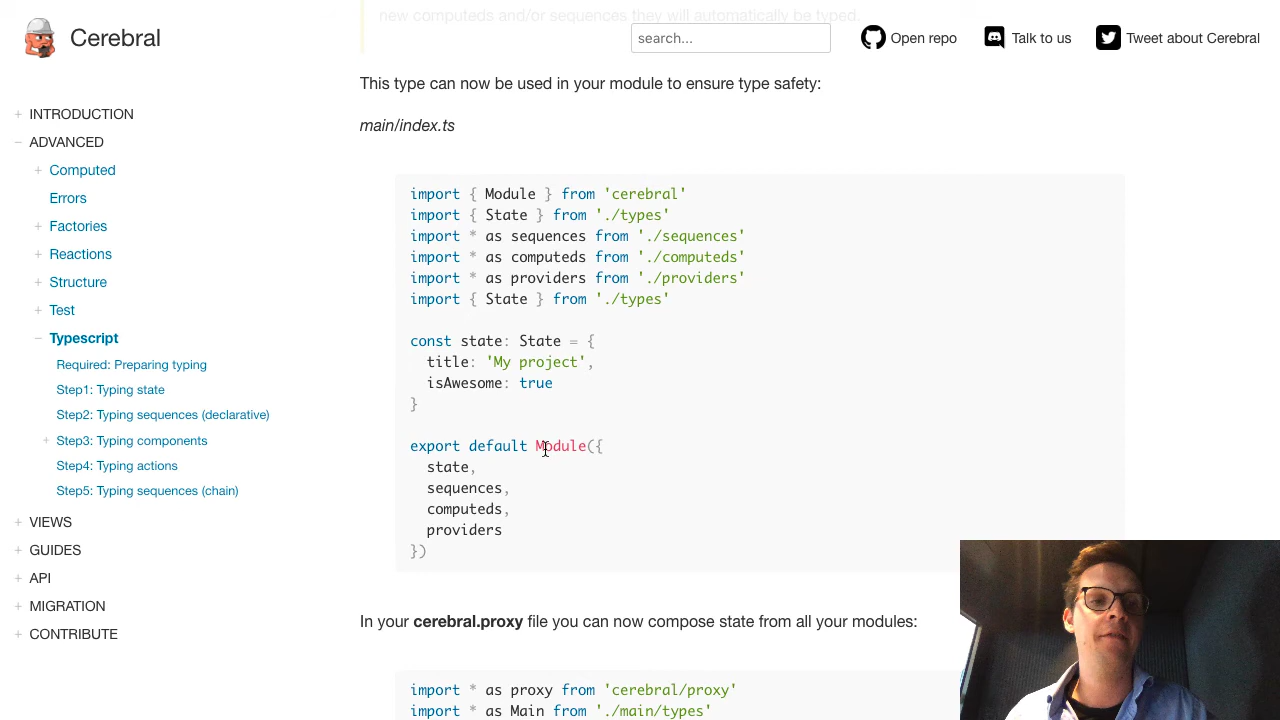 new computeds and/or sequences they will automatically be typed.
Cerebral
search...
Open repo
Talk to us
Tweet about Cerebral
+ INTRODUCTION
− ADVANCED
+ Computed
Errors
+ Factories
+ Reactions
+ Structure
+ Test
− Typescript
Required: Preparing typing
Step1: Typing state
Step2: Typing sequences (declarative)
+ Step3: Typing components
Step4: Typing actions
Step5: Typing sequences (chain)
+ VIEWS
+ GUIDES
+ API
+ MIGRATION
+ CONTRIBUTE
This type can now be used in your module to ensure type safety:
main/index.ts
import { Module } from 'cerebral'
import { State } from './types'
import * as sequences from './sequences'
import * as computeds from './computeds'
import * as providers from './providers'
import { State } from './types'
const state: State = {
title: 'My project',
isAwesome: true
}
export default Module({
state,
sequences,
computeds,
providers
})
In your cerebral.proxy file you can now compose state from all your modules:
import * as proxy from 'cerebral/proxy'
import * as Main from './main/types'